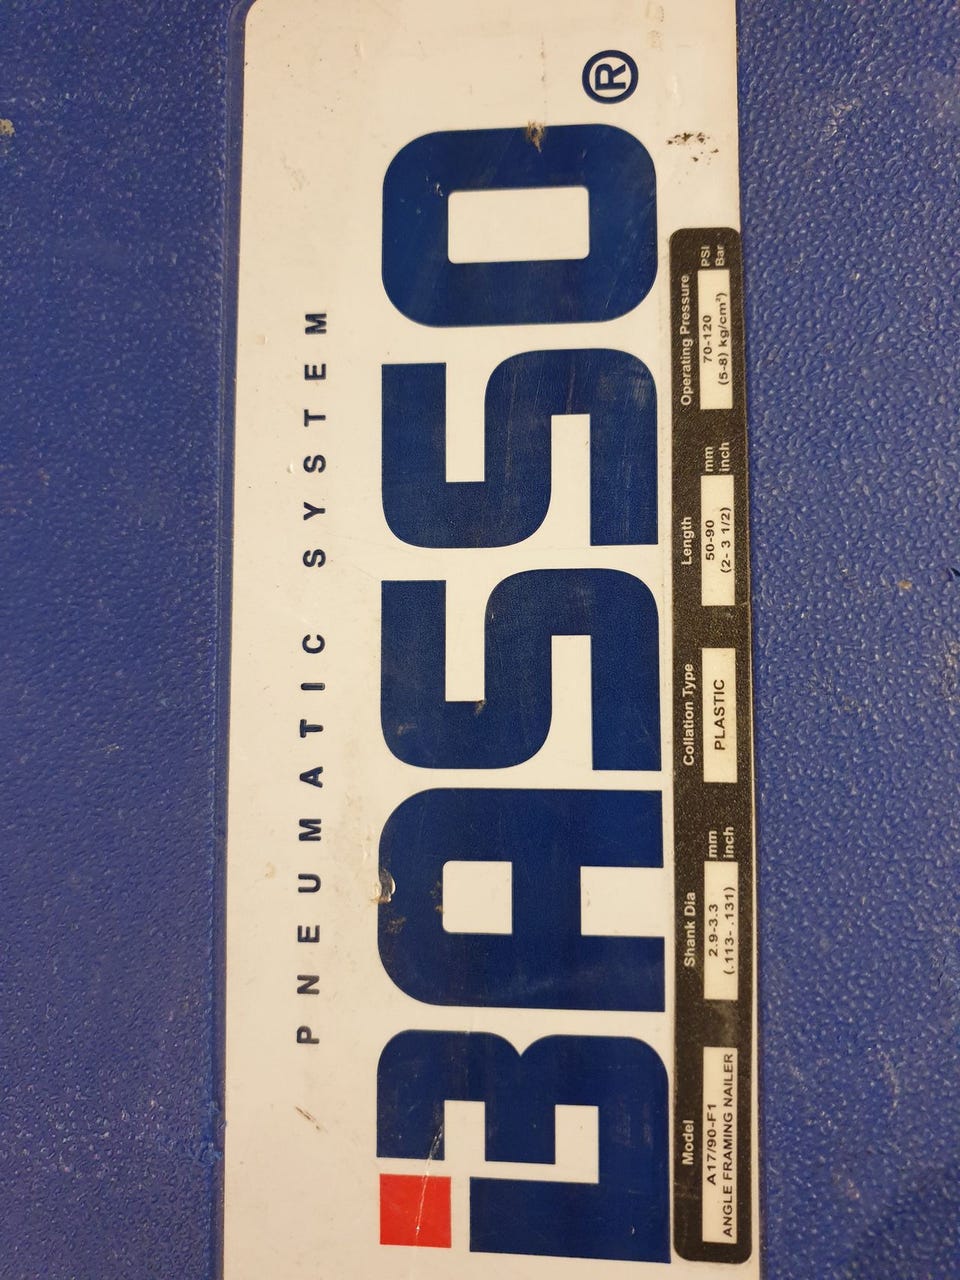 PNEUMATIC SYSTEM
BASSO®
Model
A17/90-F1
ANGLE FRAMING NAILER
Shank Dia
2.9-3.3 mm
(.113- .131) inch
Collation Type
PLASTIC
Length
50-90 mm
(2- 3 1/2) inch
Operating Pressure
70-120 PSI
(5-8) kg/cm² Bar